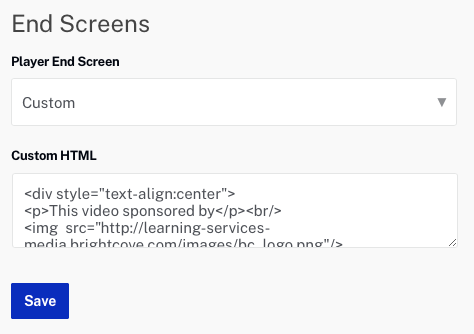 End Screens
Player End Screen
Custom
Custom HTML
<div style="text-align:center">
<p>This video sponsored by</p><br/>
<img  src="http://learning-services-
media.brightcove.com/images/bc_logo.png"/>
Save